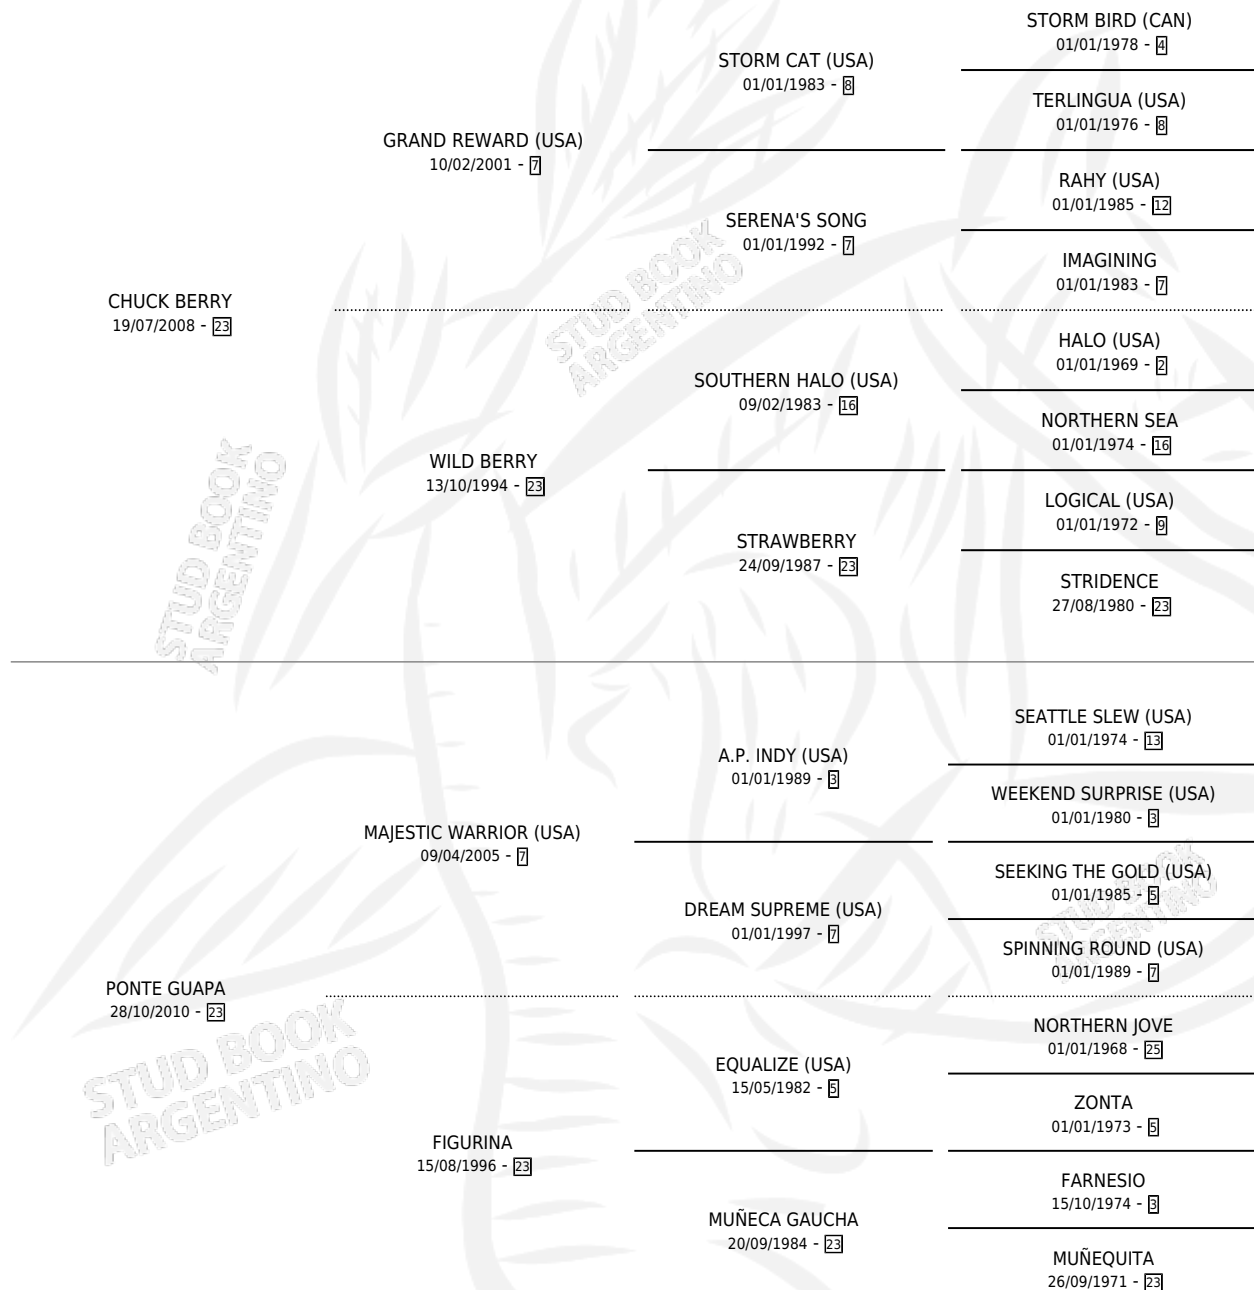 STORM BIRD (CAN)
01/01/1978 - 4
STORM CAT (USA)
01/01/1983 - 8
TERLINGUA (USA)
01/01/1976 - 8
GRAND REWARD (USA)
10/02/2001 - 7
RAHY (USA)
01/01/1985 - 12
SERENA'S SONG
01/01/1992 - 7
IMAGINING
01/01/1983 - 7
CHUCK BERRY
19/07/2008 - 23
HALO (USA)
01/01/1969 - 2
SOUTHERN HALO (USA)
09/02/1983 - 16
NORTHERN SEA
01/01/1974 - 16
WILD BERRY
13/10/1994 - 23
LOGICAL (USA)
01/01/1972 - 9
STRAWBERRY
24/09/1987 - 23
STRIDENCE
27/08/1980 - 23
SEATTLE SLEW (USA)
01/01/1974 - 13
A.P. INDY (USA)
01/01/1989 - 3
WEEKEND SURPRISE (USA)
01/01/1980 - 3
MAJESTIC WARRIOR (USA)
09/04/2005 - 7
SEEKING THE GOLD (USA)
01/01/1985 - 5
DREAM SUPREME (USA)
01/01/1997 - 7
SPINNING ROUND (USA)
01/01/1989 - 7
PONTE GUAPA
28/10/2010 - 23
NORTHERN JOVE
01/01/1968 - 25
EQUALIZE (USA)
15/05/1982 - 5
ZONTA
01/01/1973 - 5
FIGURINA
15/08/1996 - 23
FARNESIO
15/10/1974 - 3
MUÑECA GAUCHA
20/09/1984 - 23
MUÑEQUITA
26/09/1971 - 23
STUD BOOK
ARGENTINO
STUD BOOK
ARGENTINO
STUD BOOK
ARGENTINO
STUD BOOK
ARGENTINO